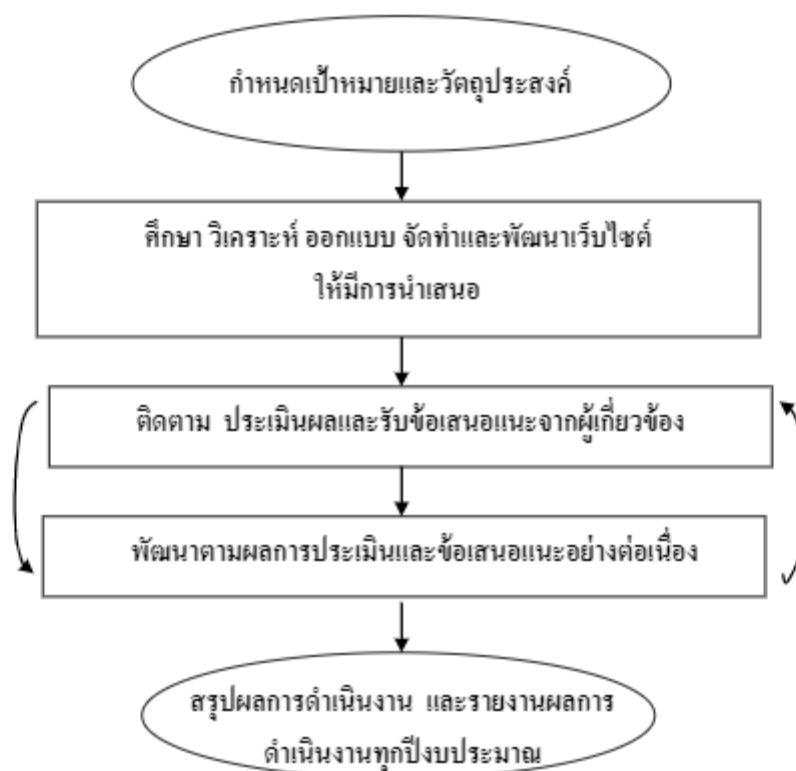 กำหนดเป้าหมายและวัตถุประสงค์
ศึกษา วิเคราะห์ ออกแบบ จัดทำและพัฒนาเว็บไซต์
ให้มีการนำเสนอ
ติดตาม ประเมินผลและรับข้อเสนอแนะจากผู้เกี่ยวข้อง
พัฒนาตามผลการประเมินและข้อเสนอแนะอย่างต่อเนื่อง
สรุปผลการดำเนินงาน และรายงานผลการ
ดำเนินงานทุกปีงบประมาณ